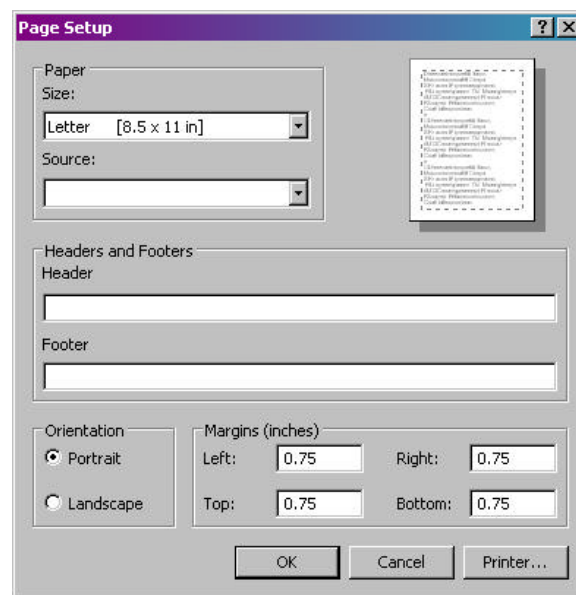 Page Setup
Paper
Size:
Letter [8.5 x 11 in]
Source:
Headers and Footers
Header
Footer
Orientation
Portrait
Landscape
Margins (inches)
Left: 0.75 Right: 0.75
Top: 0.75 Bottom: 0.75
OK Cancel Printer...